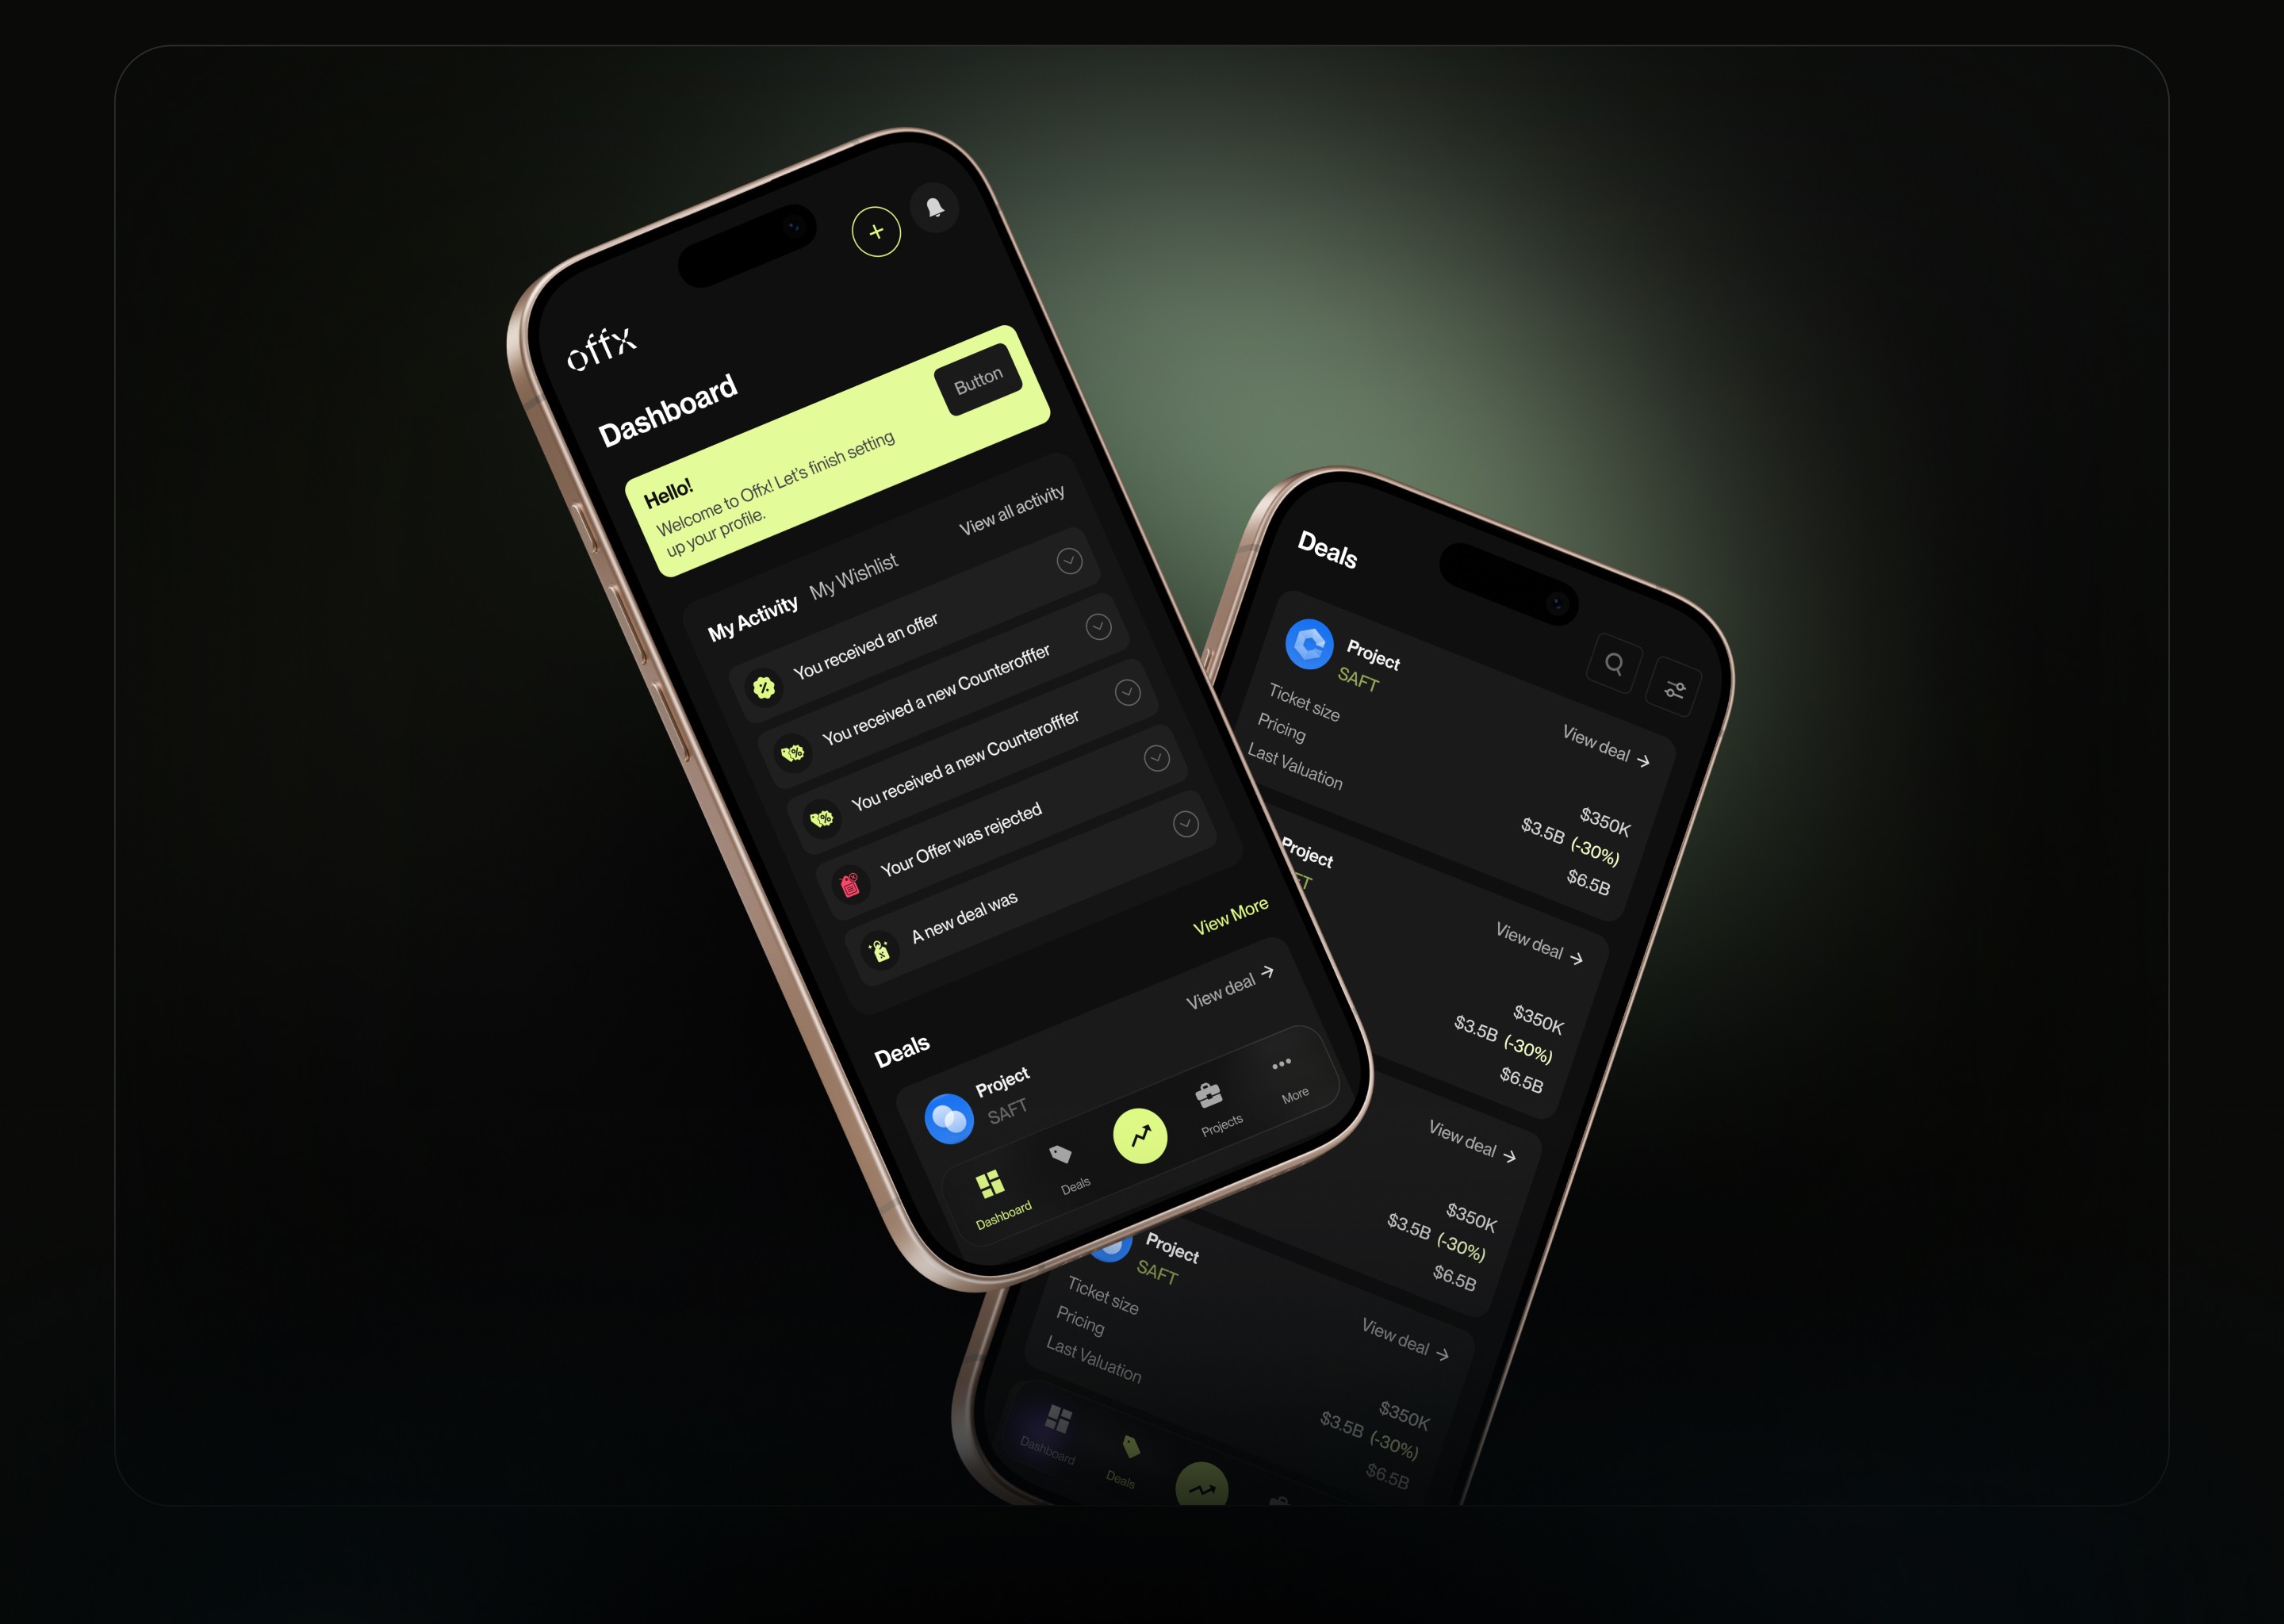 offx
Dashboard
Hello!
Welcome to Offx! Let's finish setting
up your profile.
Button
My Activity
My Wishlist
View all activity
You received an offer
You received a new Counterofffer
You received a new Counterofffer
Your Offer was rejected
A new deal was
View More
Deals
Project
SAFT
View deal
Dashboard
Deals
Projects
More
Deals
Project
SAFT
View deal
Ticket size
$350K
Pricing
$3.5B (-30%)
Last Valuation
$6.5B
Project
View deal
$350K
$3.5B (-30%)
$6.5B
View deal
$350K
$3.5B (-30%)
$6.5B
Project
SAFT
View deal
Ticket size
$350K
Pricing
$3.5B (-30%)
Last Valuation
$6.5B
Dashboard
Deals